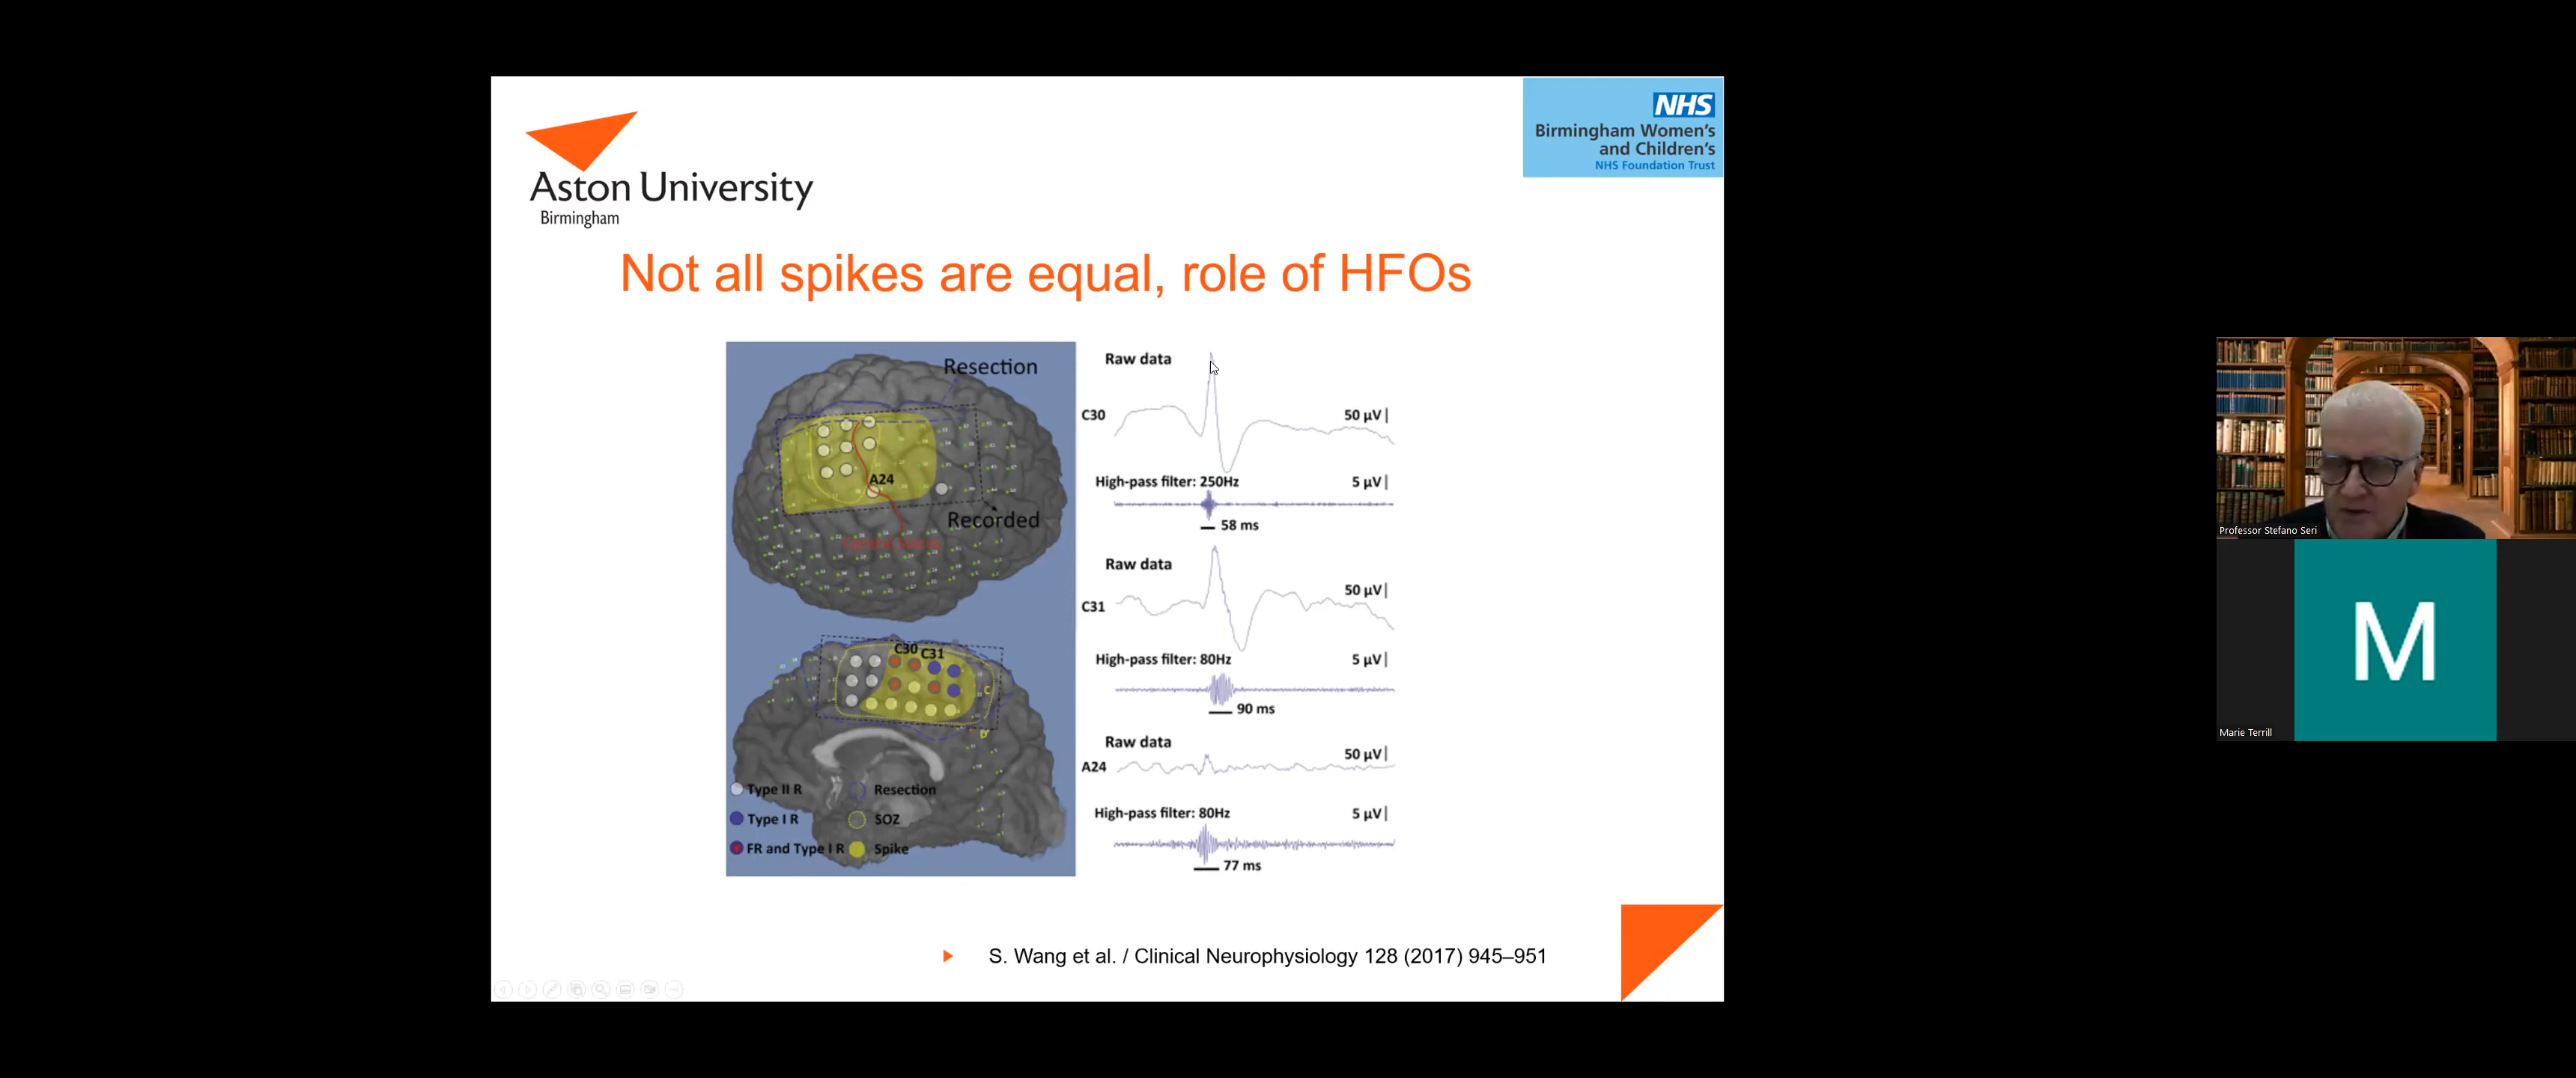 Aston University
Birmingham
NHS
Birmingham Women's
and Children's
NHS Foundation Trust
Not all spikes are equal, role of HFOs
Resection
A24
Recorded
C30 C31
C
D
Type II R
Type I R
FR and Type I R
Resection
SOZ
Spike
Raw data
C30
50 µV
High-pass filter: 250Hz
5 µV
58 ms
Raw data
C31
50 µV
High-pass filter: 80Hz
5 µV
90 ms
Raw data
A24
50 µV
High-pass filter: 80Hz
5 µV
77 ms
S. Wang et al. / Clinical Neurophysiology 128 (2017) 945–951
Professor Stefano Seri
M
Marie Terrill